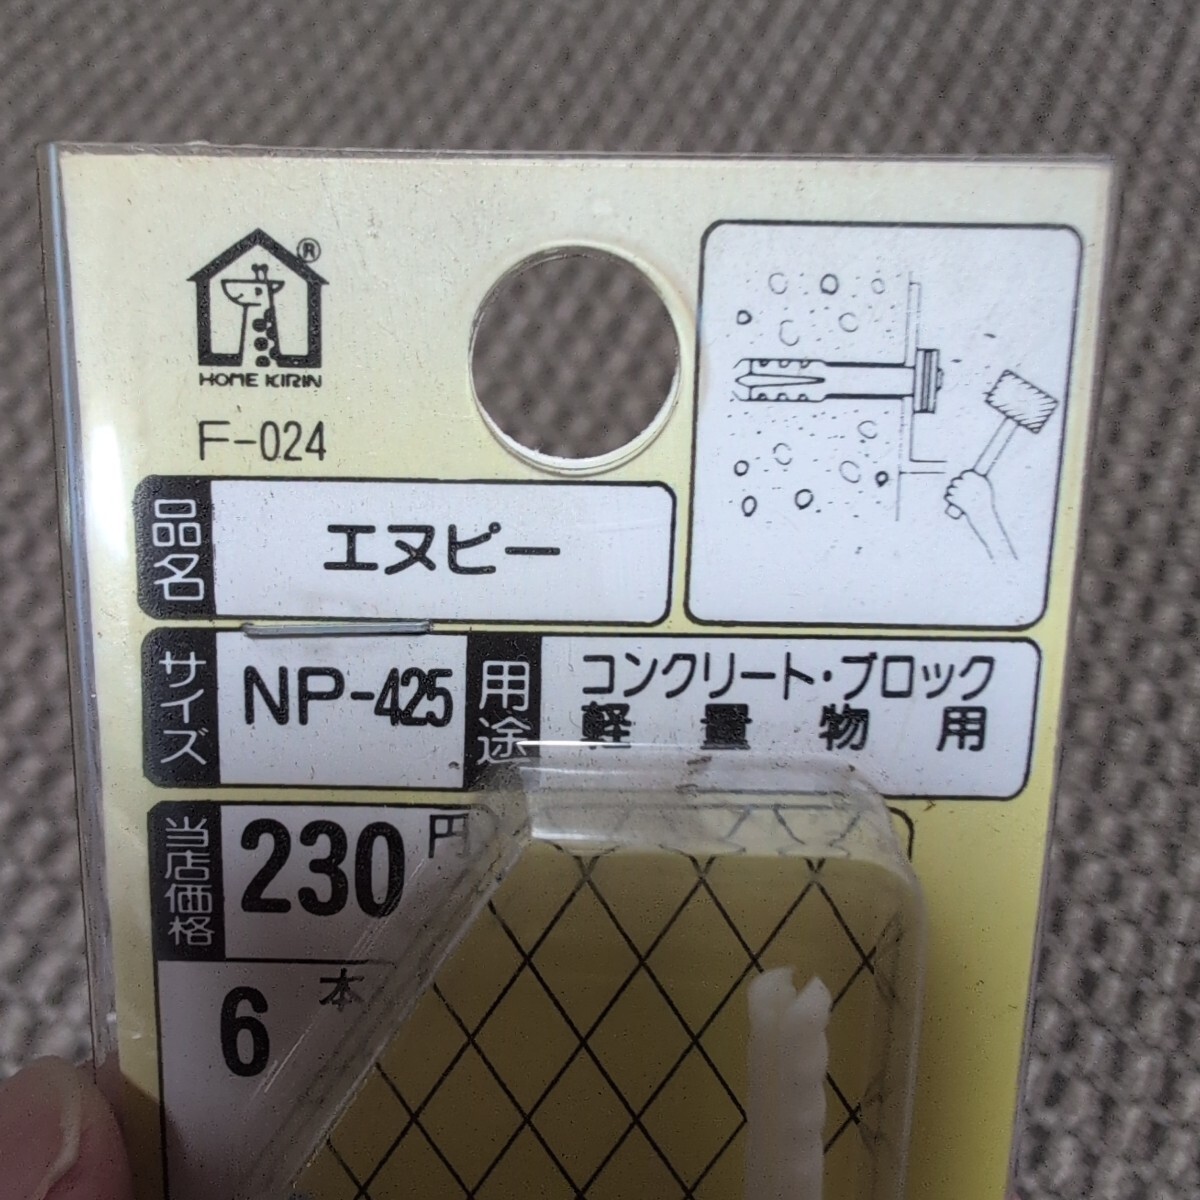 ®
HOME KIRIN
F-024
品名 エヌピー
サイズ NP-425
用途 コンクリート・ブロック
軽量物用
当店価格 230円
6本